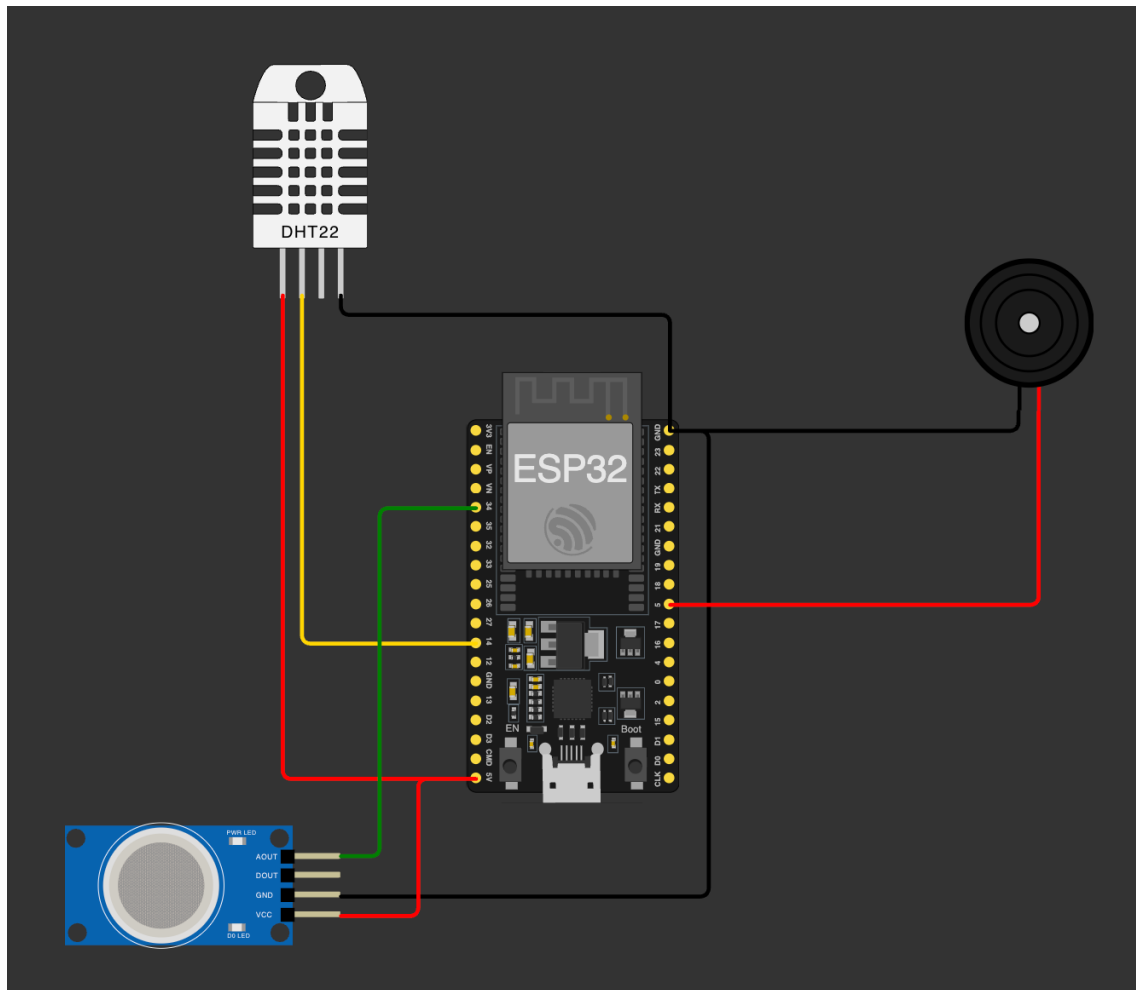 DHT22
ESP32
3V3
EN
VP
VN
34
35
32
33
25
26
27
14
12
GND
13
D2
D3
CMD
5V
GND
23
22
TX
RX
21
GND
19
18
5
17
16
4
0
2
15
D1
D0
CLK
EN
Boot
PWR LED
AOUT
DOUT
GND
VCC
D0 LED